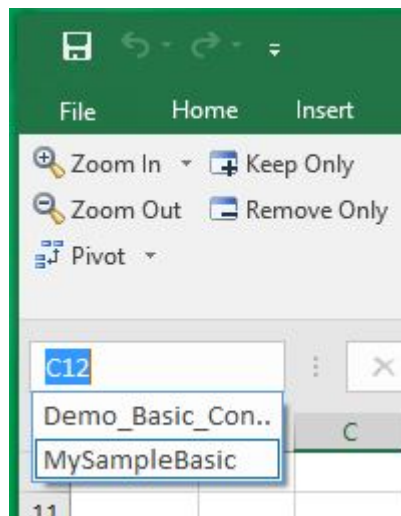 File Home Insert
Zoom In Keep Only
Zoom Out Remove Only
Pivot
C12
Demo_Basic_Con..
C
MySampleBasic
11